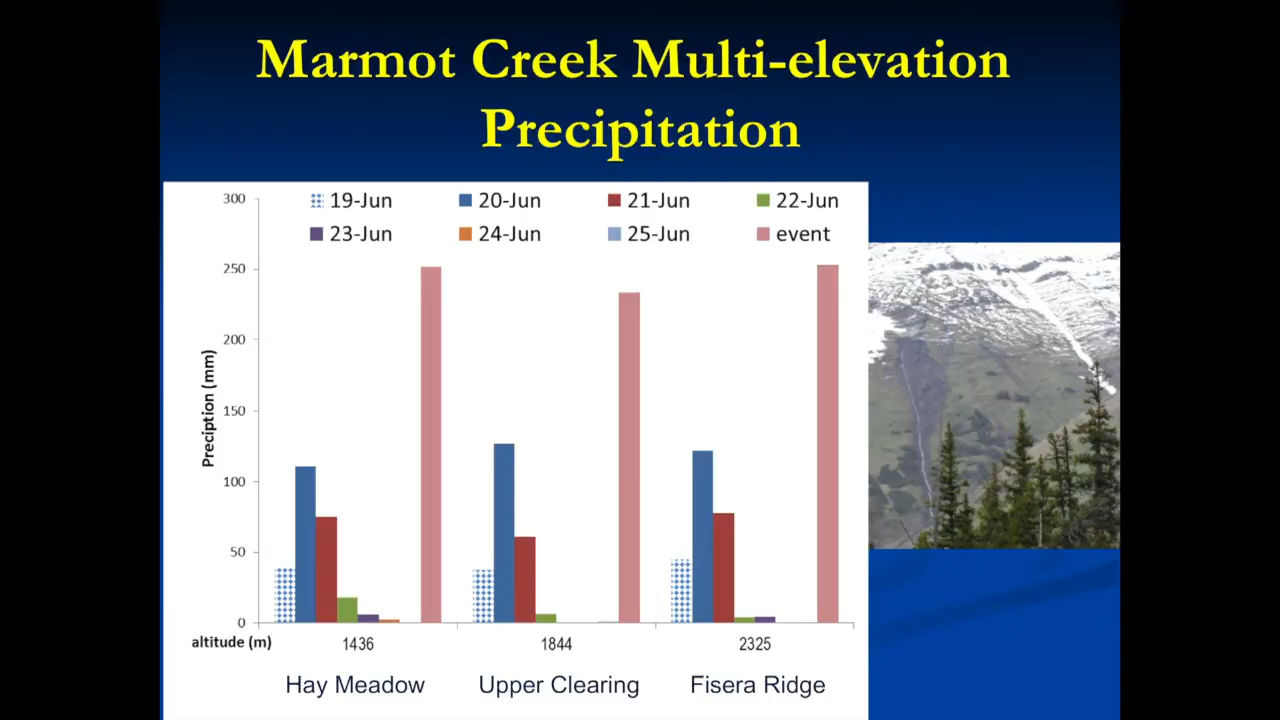 Marmot Creek Multi-elevation
Precipitation
300
19-Jun 20-Jun 21-Jun 22-Jun
23-Jun 24-Jun 25-Jun event
250
200
150
100
50
0
Preciption (mm)
altitude (m) 1436 1844 2325
Hay Meadow Upper Clearing Fisera Ridge